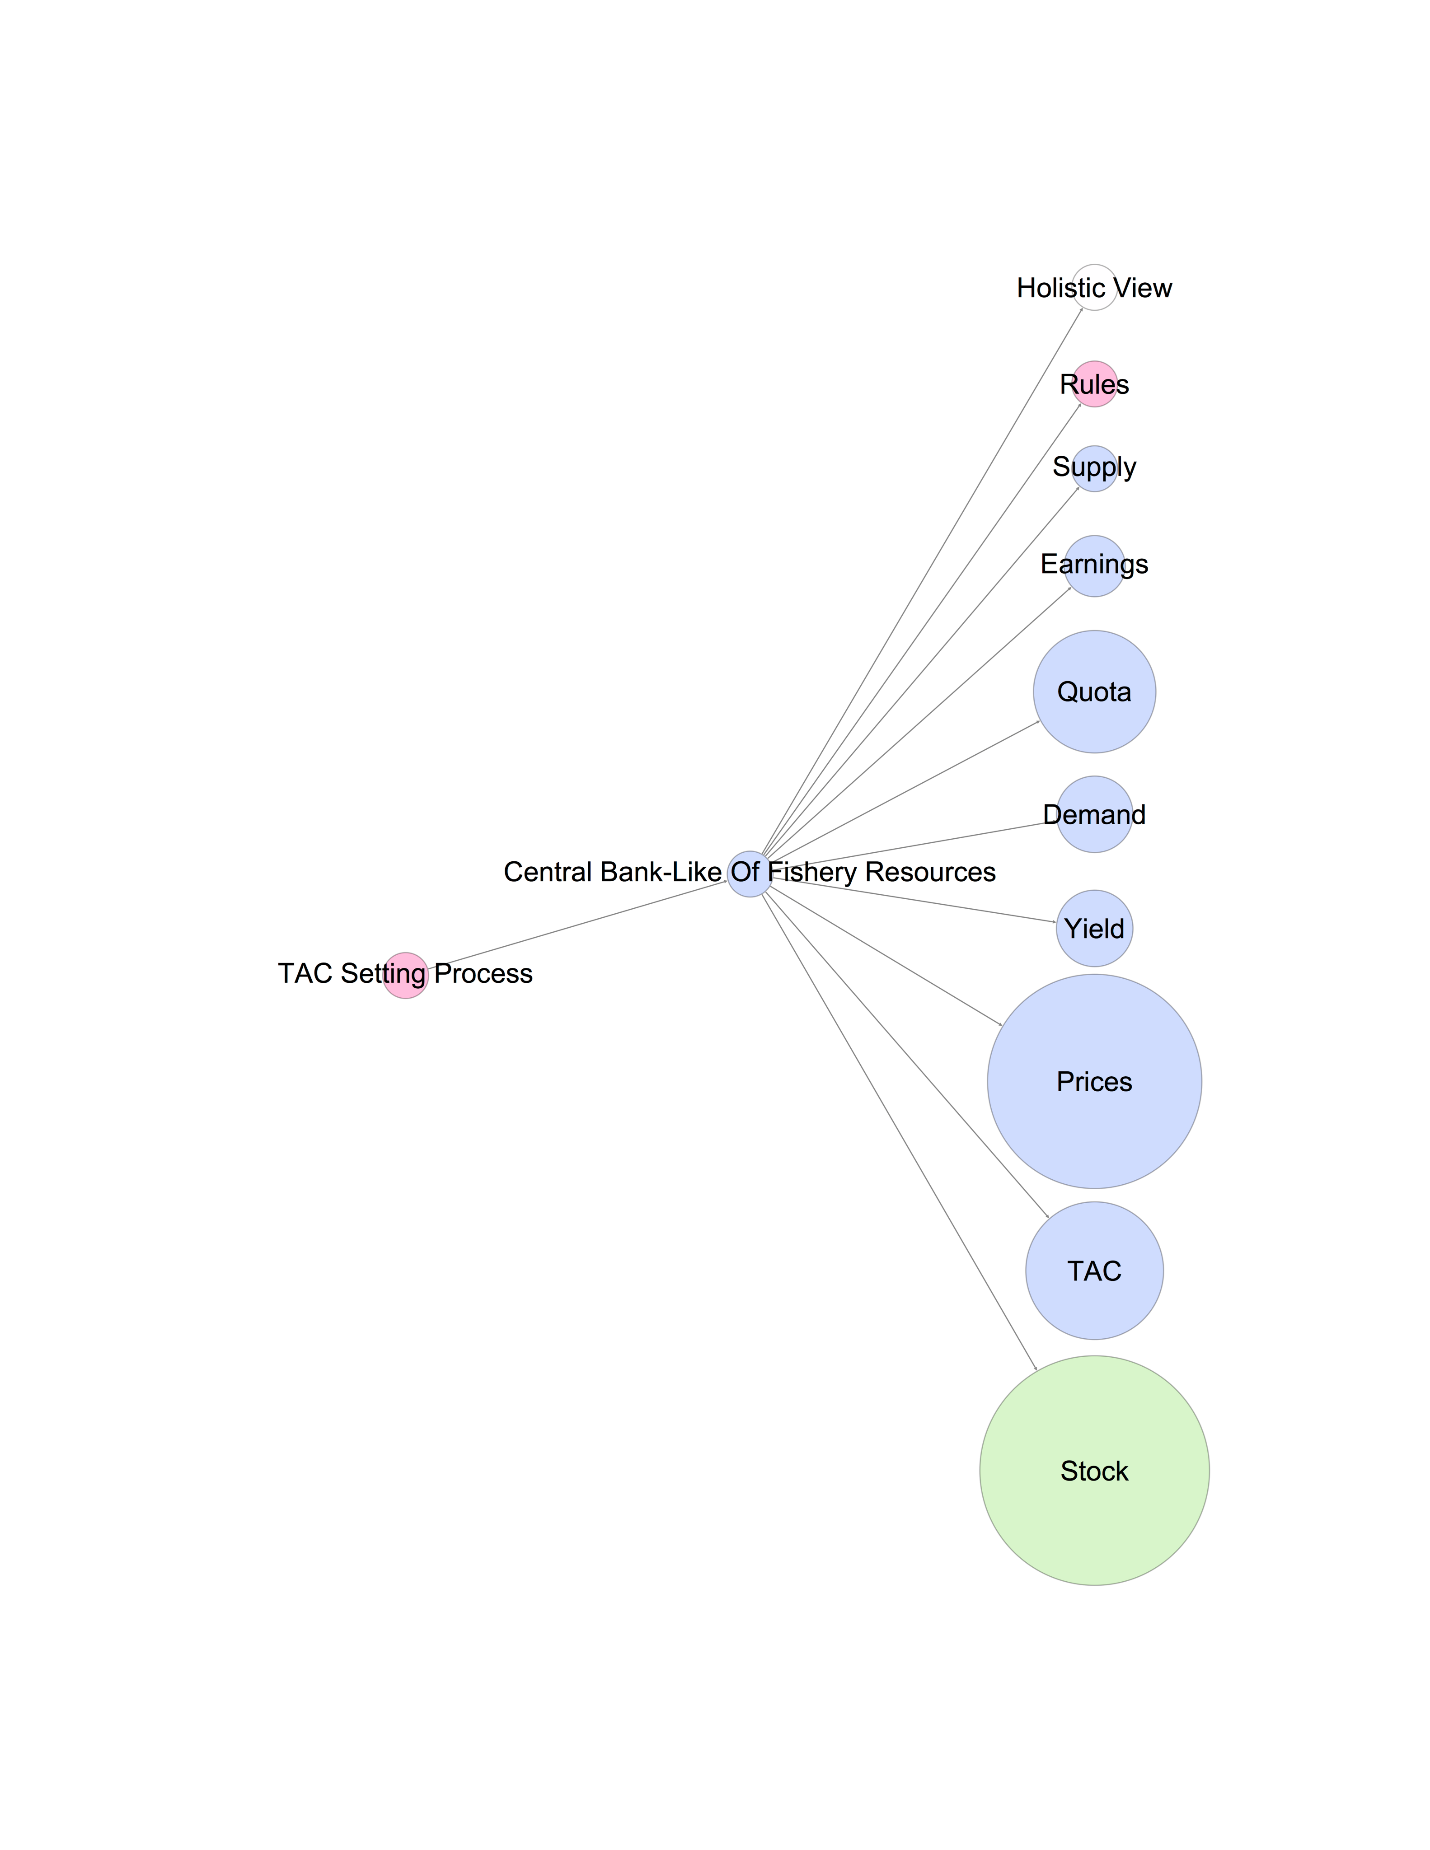 Holistic View
Rules
Supply
Earnings
Quota
Demand
Central Bank-Like Of Fishery Resources
Yield
TAC Setting Process
Prices
TAC
Stock